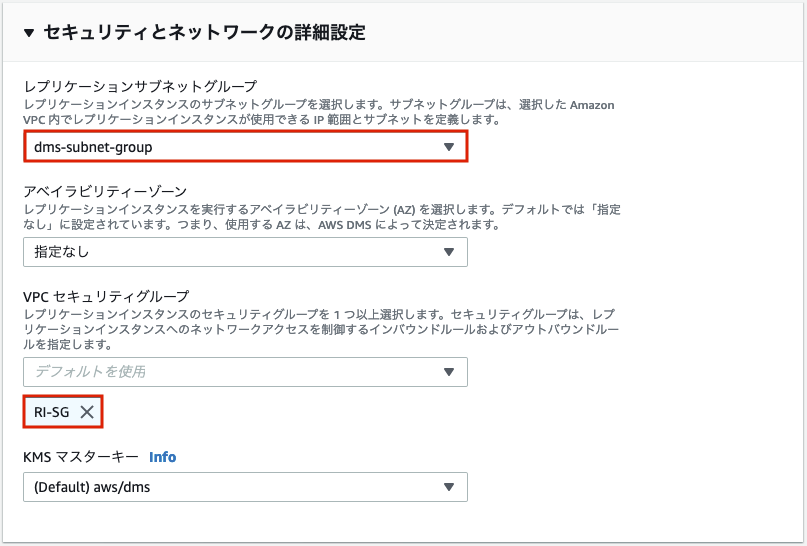 ▼ セキュリティとネットワークの詳細設定
レプリケーションサブネットグループ
レプリケーションインスタンスのサブネットグループを選択します。サブネットグループは、選択した Amazon
VPC 内でレプリケーションインスタンスが使用できる IP 範囲とサブネットを定義します。
dms-subnet-group
アベイラビリティーゾーン
レプリケーションインスタンスを実行するアベイラビリティーゾーン (AZ) を選択します。デフォルトでは「指定
なし」に設定されています。つまり、使用する AZ は、AWS DMS によって決定されます。
指定なし
VPC セキュリティグループ
レプリケーションインスタンスのセキュリティグループを 1 つ以上選択します。セキュリティグループは、レプ
リケーションインスタンスへのネットワークアクセスを制御するインバウンドルールおよびアウトバウンドルー
ルを指定します。
デフォルトを使用
RI-SG
KMS マスターキー Info
(Default) aws/dms